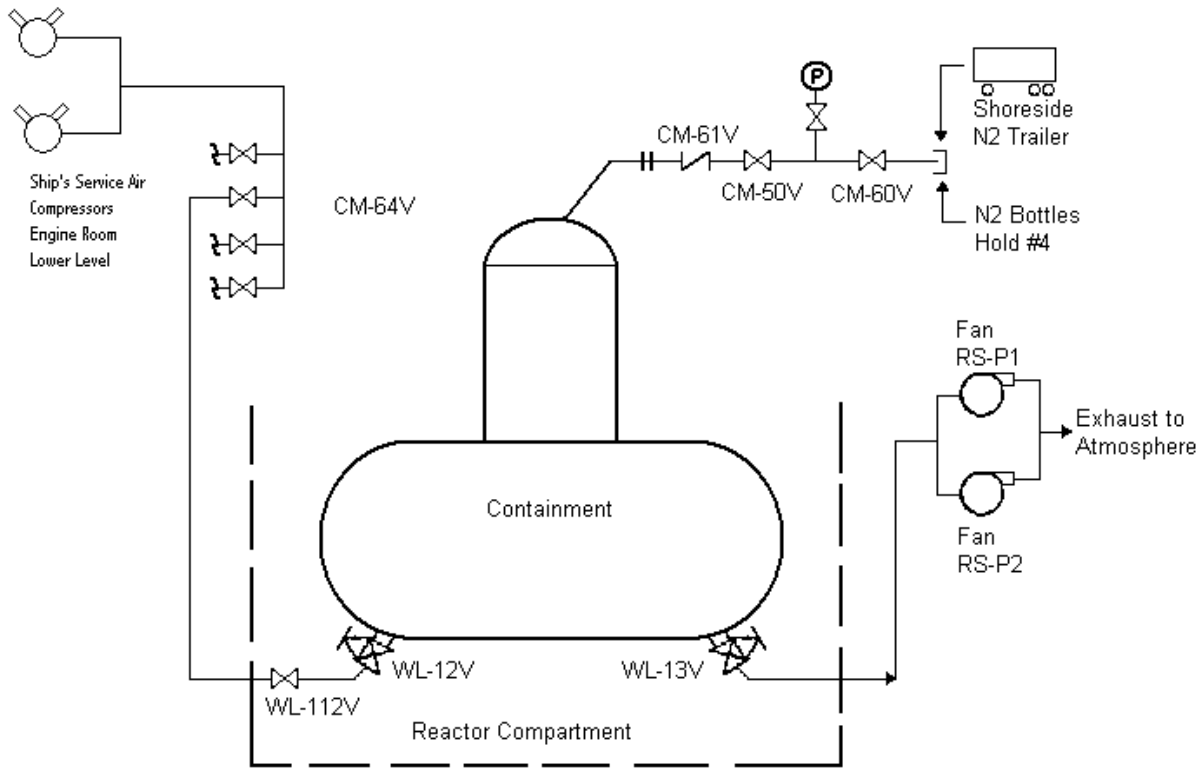 Ship's Service Air
Compressors
Engine Room
Lower Level
CM-64V
CM-61V
CM-50V
P
CM-60V
Shoreside
N2 Trailer
N2 Bottles
Hold #4
Fan
RS-P1
Exhaust to
Atmosphere
Fan
RS-P2
Containment
WL-12V
WL-13V
WL-112V
Reactor Compartment